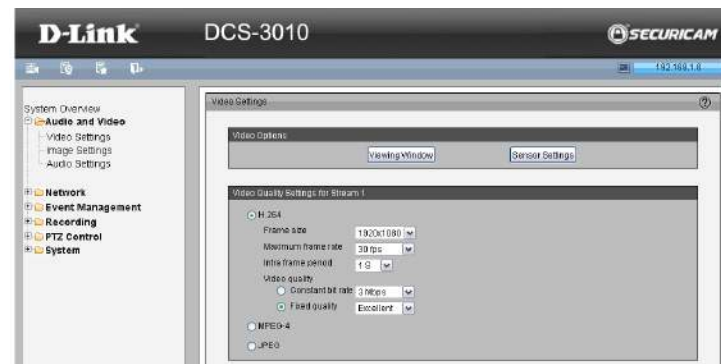 D-Link
DCS-3010
SECURICAM
192.168.1.0
System Overview
Audio and Video
Video Settings
Image Settings
Audio Settings
Network
Event Management
Recording
PTZ Control
System
Video Settings
Video Options
Viewing Window
Sensor Settings
Video Quality Settings for Stream 1
H.264
Frame size 1920x1080
Maximum frame rate 30 fps
Intra frame period 1 S
Video quality
Constant bit rate 3 Mbps
Fixed quality Excellent
MPEG-4
JPEG